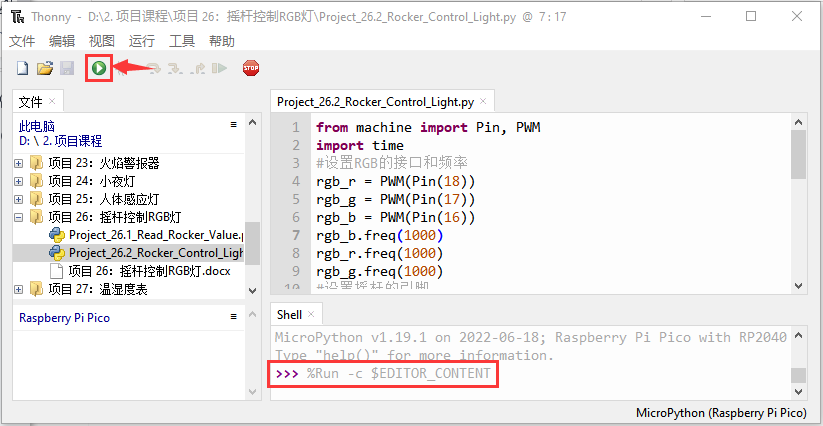 Thonny - D:\2. 项目课程\项目 26：摇杆控制RGB灯\Project_26.2_Rocker_Control_Light.py @ 7 : 17
文件 编辑 视图 运行 工具 帮助
STOP
文件 ×
此电脑
D: \ 2. 项目课程
项目 23：火焰警报器
项目 24：小夜灯
项目 25：人体感应灯
项目 26：摇杆控制RGB灯
Project_26.1_Read_Rocker_Value.p
Project_26.2_Rocker_Control_Ligh
项目 26：摇杆控制RGB灯.docx
项目 27：温湿度表
Raspberry Pi Pico
Project_26.2_Rocker_Control_Light.py ×
1 from machine import Pin, PWM
2 import time
3 #设置RGB的接口和频率
4 rgb_r = PWM(Pin(18))
5 rgb_g = PWM(Pin(17))
6 rgb_b = PWM(Pin(16))
7 rgb_b.freq(1000)
8 rgb_r.freq(1000)
9 rgb_g.freq(1000)
10 #设置摇杆的引脚
Shell ×
MicroPython v1.19.1 on 2022-06-18; Raspberry Pi Pico with RP2040
Type "help()" for more information.
>>> %Run -c $EDITOR_CONTENT
MicroPython (Raspberry Pi Pico)